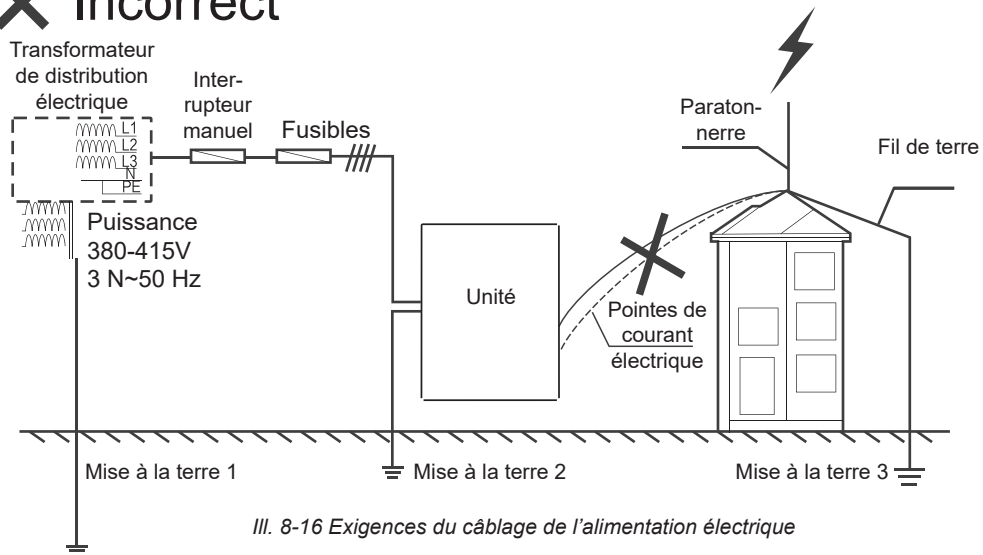 Incorrect
Transformateur
de distribution
électrique
Inter-
rupteur
manuel
Fusibles
L1
L2
L3
N
PE
Puissance
380-415V
3 N~50 Hz
Unité
Paraton-
nerre
Fil de terre
Pointes de
courant
électrique
Mise à la terre 1
Mise à la terre 2
Mise à la terre 3
Ill. 8-16 Exigences du câblage de l’alimentation électrique